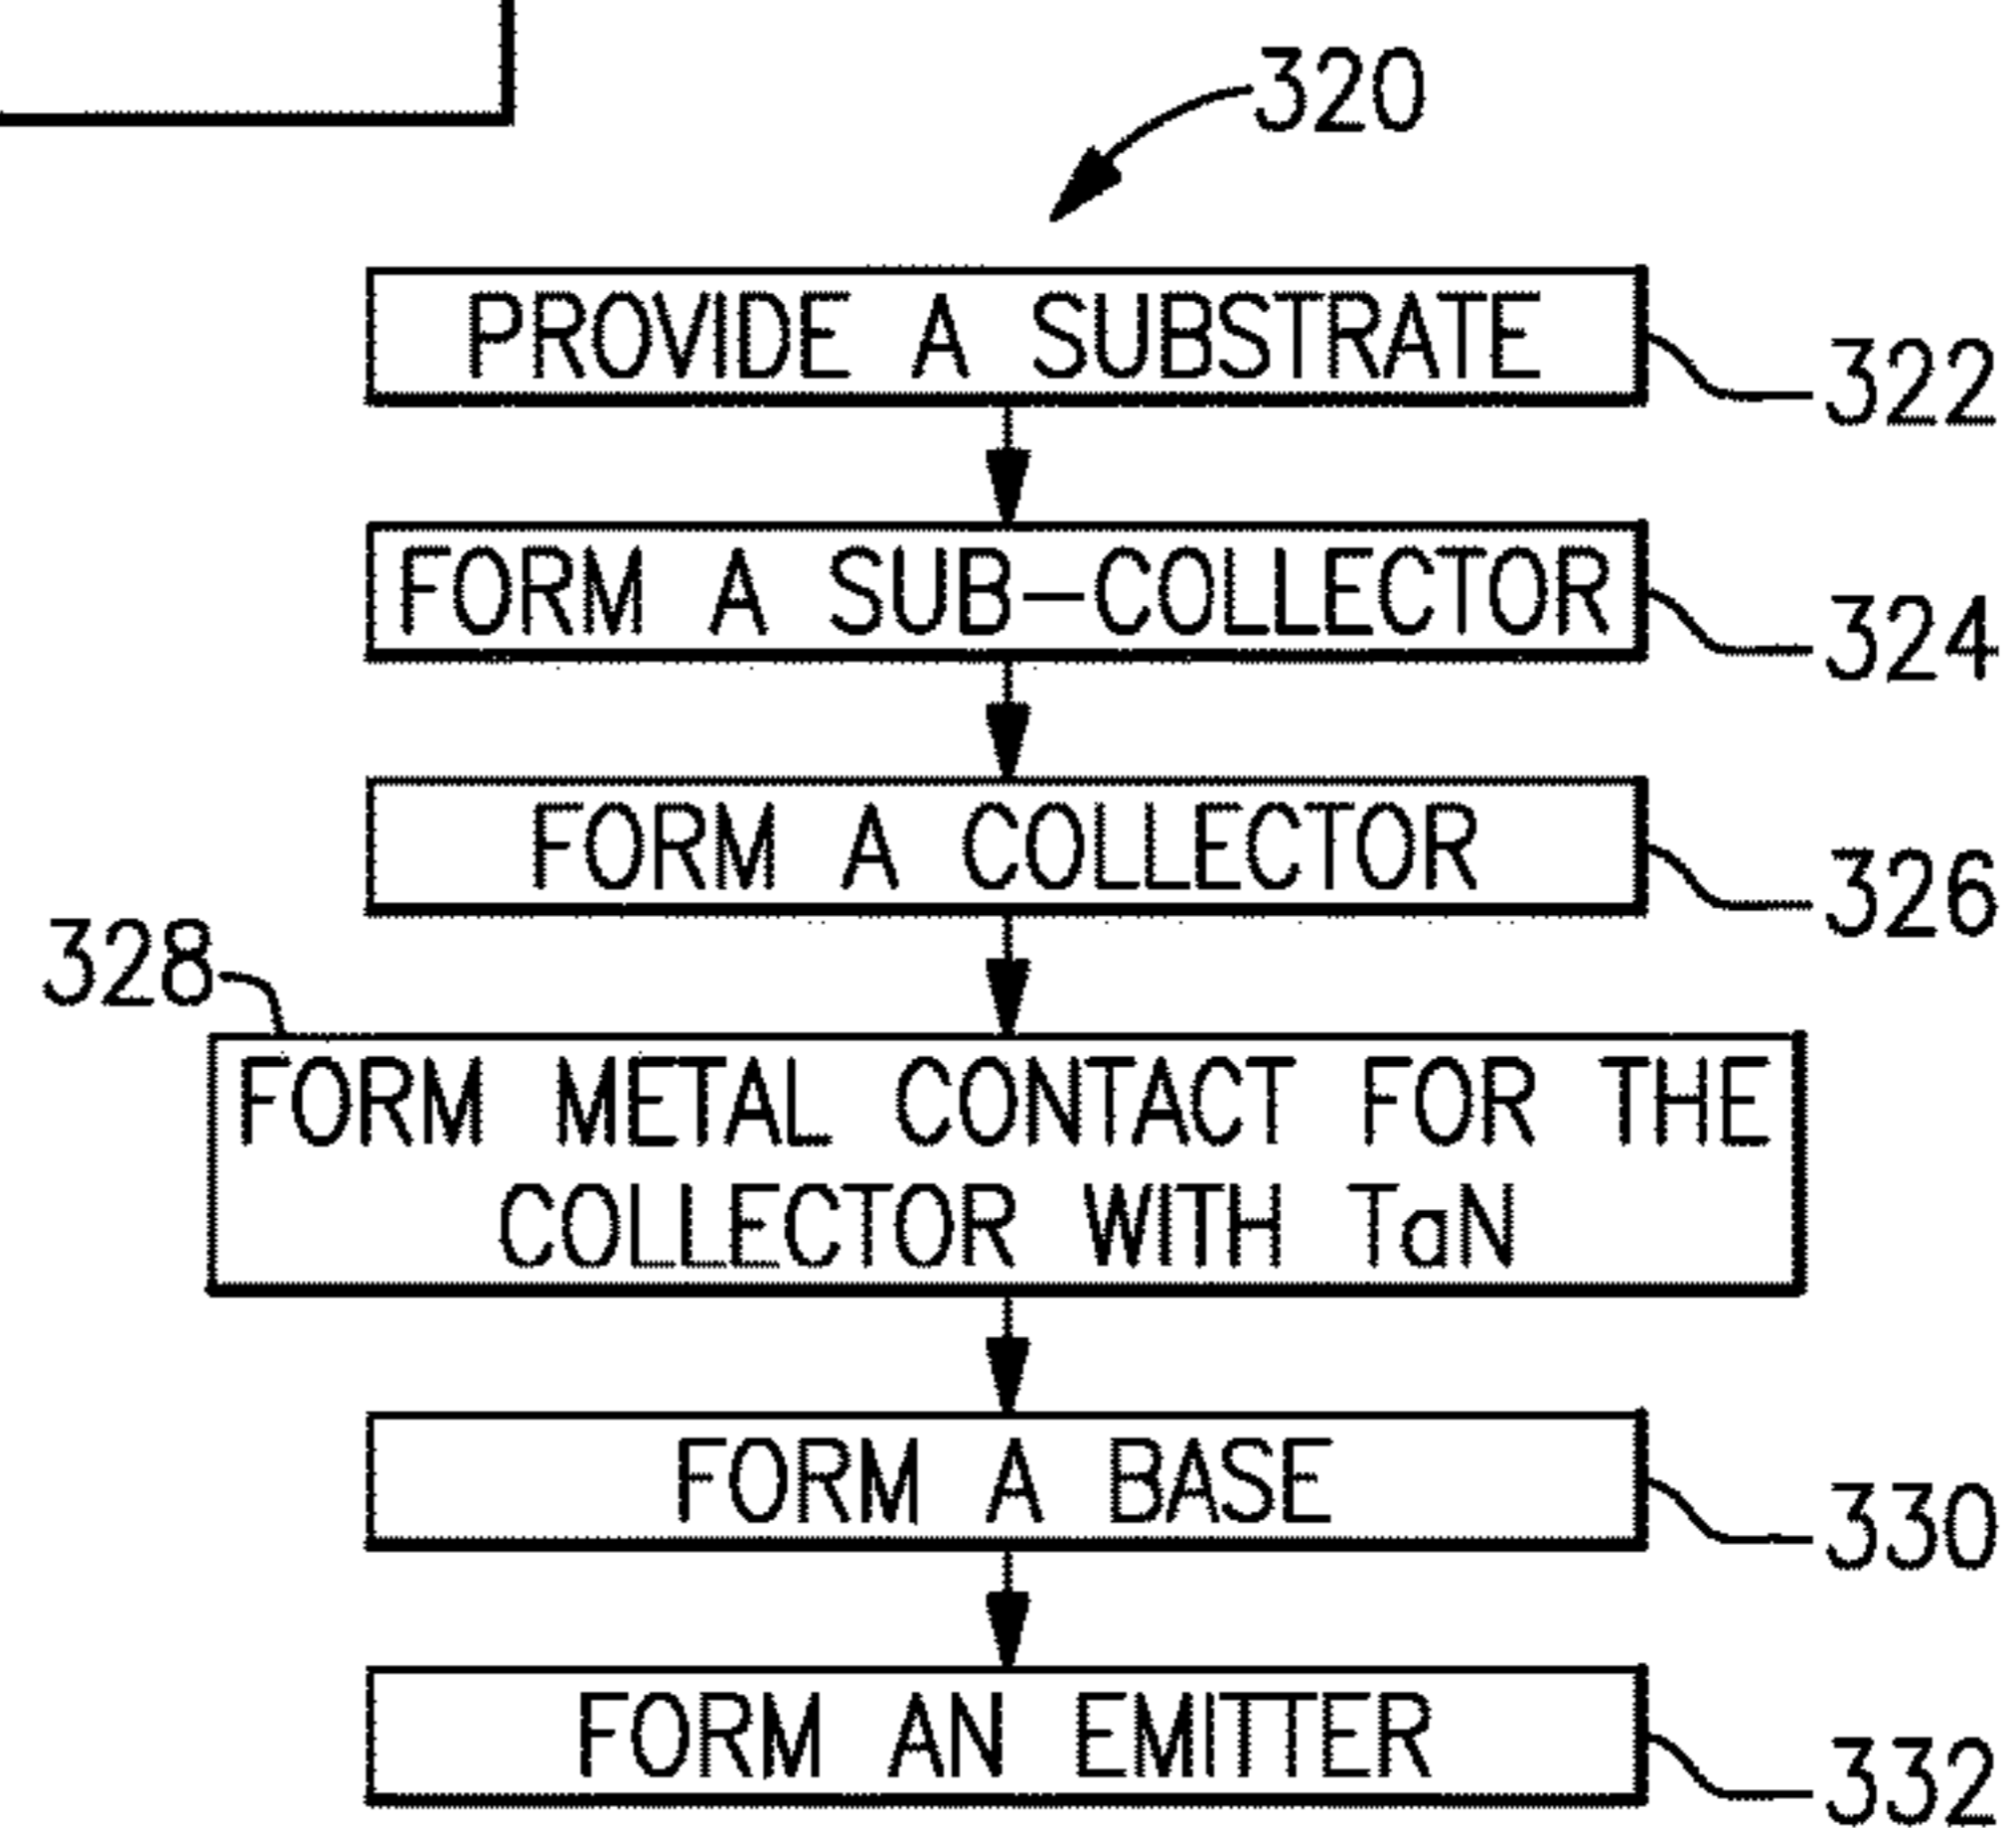 320
PROVIDE A SUBSTRATE
322
FORM A SUB-COLLECTOR
324
FORM A COLLECTOR
326
328
FORM METAL CONTACT FOR THE
COLLECTOR WITH TaN
FORM A BASE
330
FORM AN EMITTER
332